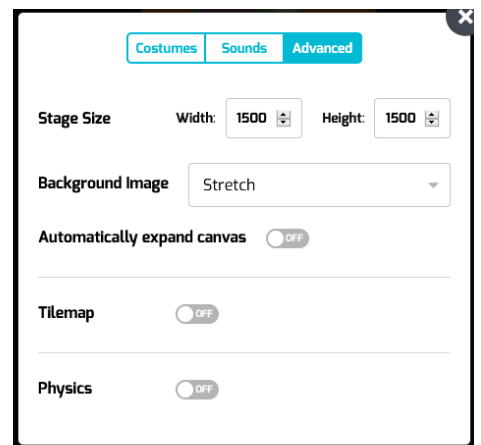 Costumes Sounds Advanced
Stage Size Width: 1500 Height: 1500
Background Image Stretch
Automatically expand canvas OFF
Tilemap OFF
Physics OFF